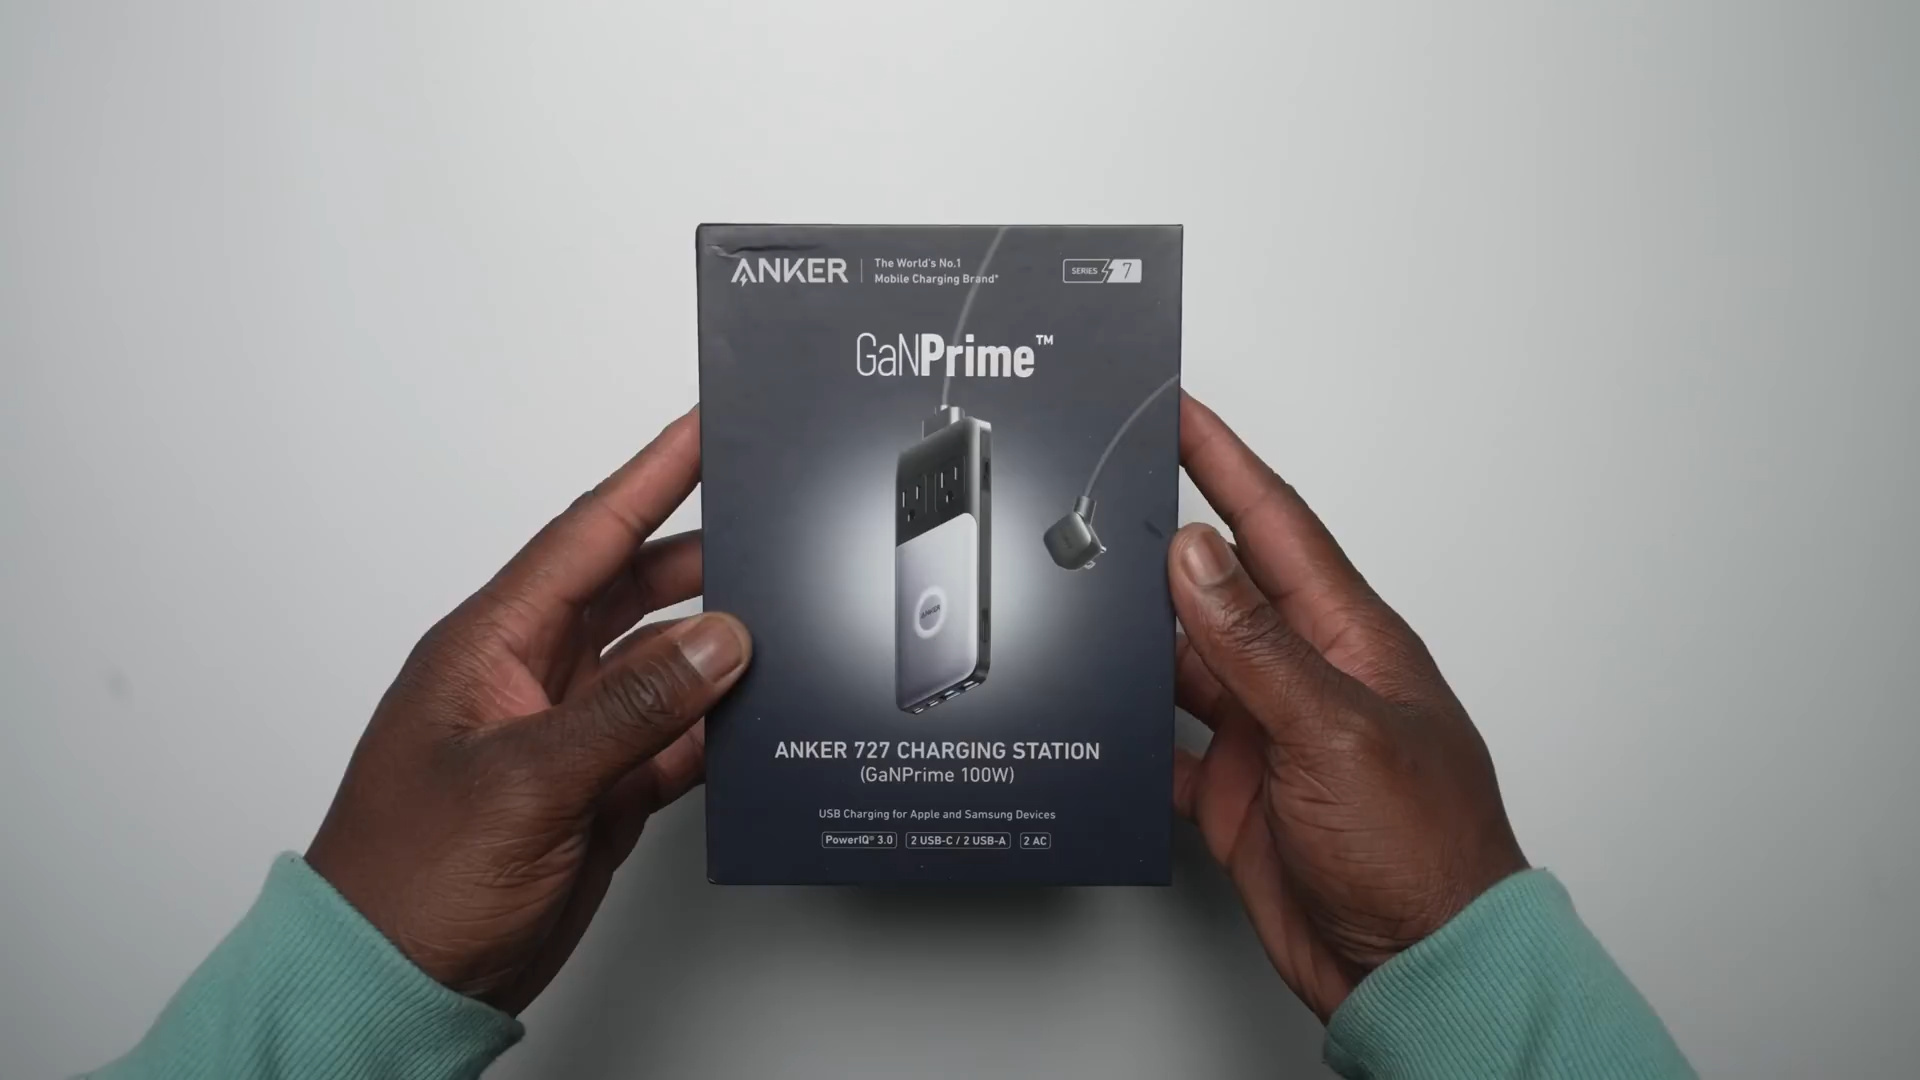 ANKER
The World's No.1
Mobile Charging Brand*
SERIES 7
GaNPrime™
ANKER
ANKER 727 CHARGING STATION
(GaNPrime 100W)
USB Charging for Apple and Samsung Devices
PowerIQ® 3.0 2 USB-C / 2 USB-A 2 AC